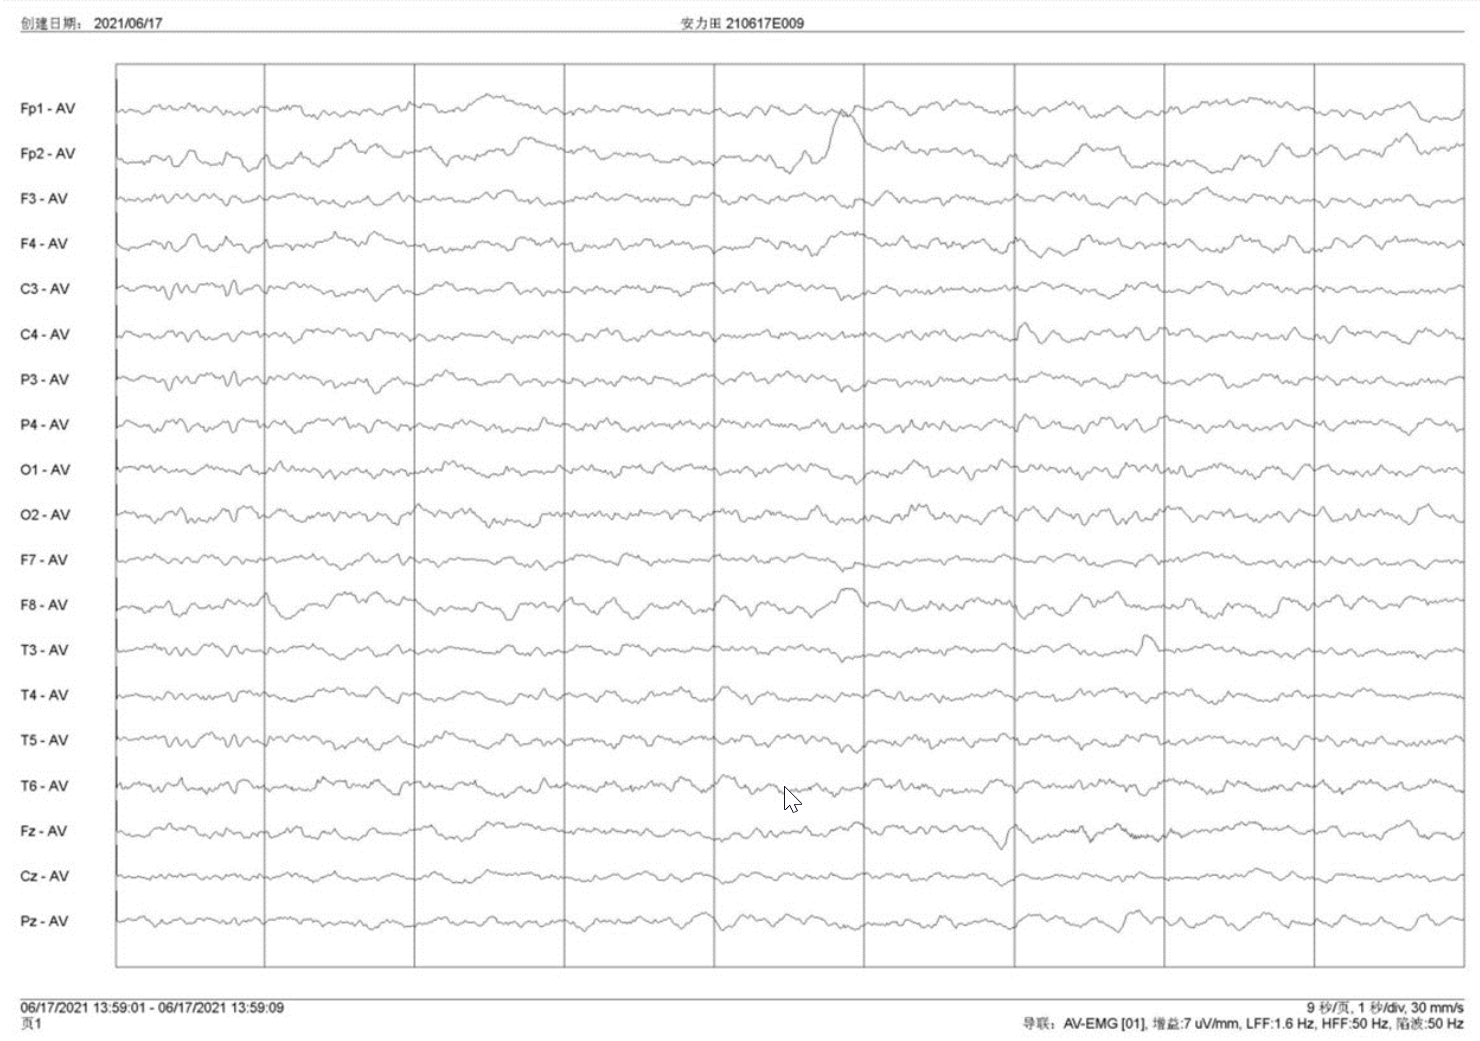 创建日期: 2021/06/17
安力田 210617E009
Fp1 - AV
Fp2 - AV
F3 - AV
F4 - AV
C3 - AV
C4 - AV
P3 - AV
P4 - AV
O1 - AV
O2 - AV
F7 - AV
F8 - AV
T3 - AV
T4 - AV
T5 - AV
T6 - AV
Fz - AV
Cz - AV
Pz - AV
06/17/2021 13:59:01 - 06/17/2021 13:59:09
9 秒/页, 1 秒/div, 30 mm/s
页1
导联: AV-EMG [01], 增益:7 uV/mm, LFF:1.6 Hz, HFF:50 Hz, 陷波:50 Hz